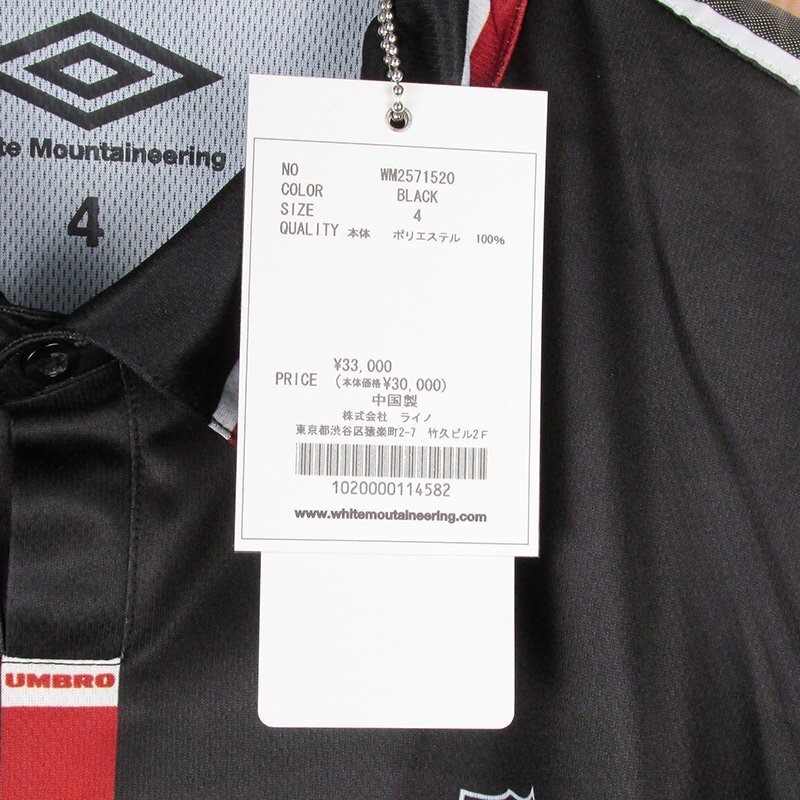 te Mountaineering
4
NO WM2571520
COLOR BLACK
SIZE 4
QUALITY 本体 ポリエステル 100%
¥33,000
PRICE (本体価格¥30,000)
中国製
株式会社 ライノ
東京都渋谷区猿楽町2-7 竹久ビル2F
1020000114582
www.whitemoutaineering.com
UMBRO